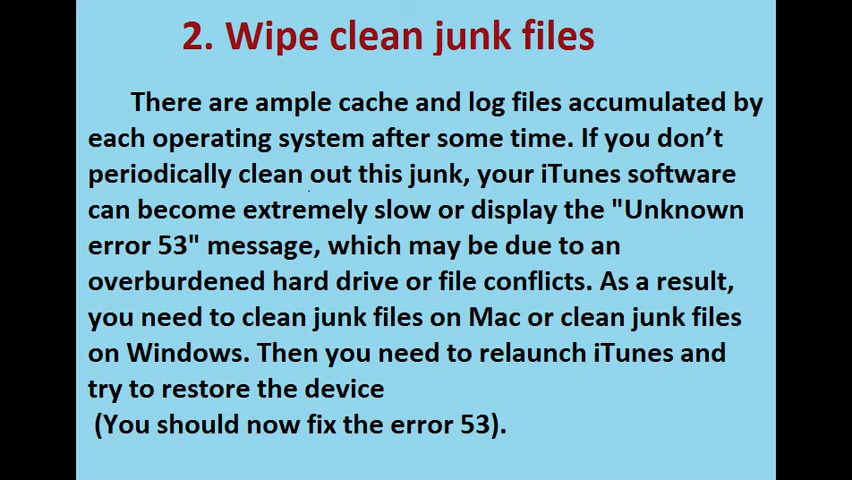 2. Wipe clean junk files
There are ample cache and log files accumulated by
each operating system after some time. If you don’t
periodically clean out this junk, your iTunes software
can become extremely slow or display the "Unknown
error 53" message, which may be due to an
overburdened hard drive or file conflicts. As a result,
you need to clean junk files on Mac or clean junk files
on Windows. Then you need to relaunch iTunes and
try to restore the device
(You should now fix the error 53).